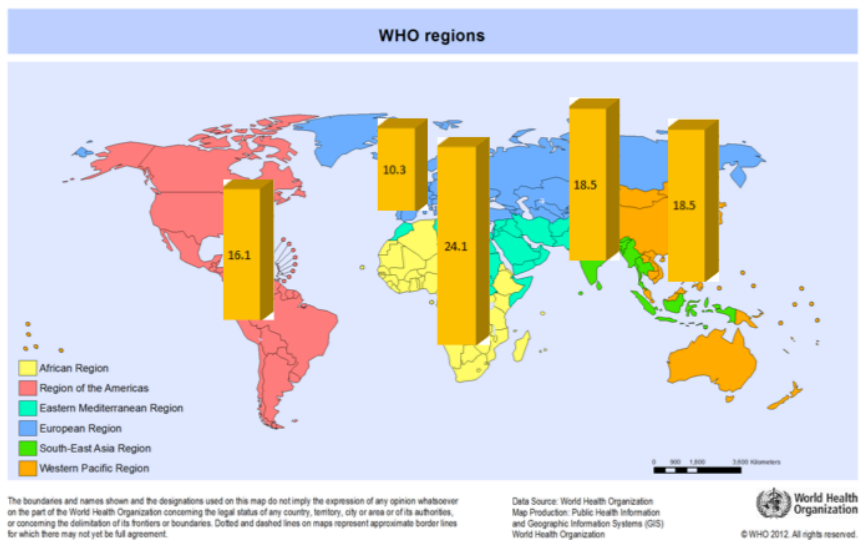 WHO regions
10.3
18.5
18.5
24.1
16.1
African Region
Region of the Americas
Eastern Mediterranean Region
European Region
South-East Asia Region
Western Pacific Region
0 900 1,800 3,600 Kilometers
The boundaries and names shown and the designations used on this map do not imply the expression of any opinion whatsoever
on the part of the World Health Organization concerning the legal status of any country, territory, city or area or of its authorities,
or concerning the delimitation of its frontiers or boundaries. Dotted and dashed lines on maps represent approximate border lines
for which there may not yet be full agreement.
Data Source: World Health Organization
Map Production: Public Health Information
and Geographic Information Systems (GIS)
World Health Organization
World Health
Organization
© WHO 2012. All rights reserved.